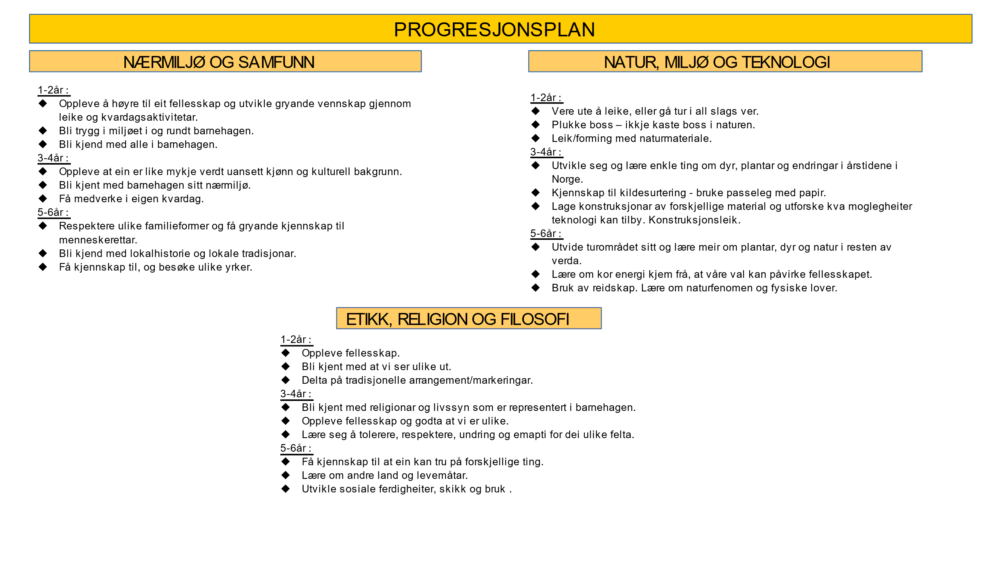 PROGRESJONSPLAN
NÆRMILJØ OG SAMFUNN
1-2år :
◆ Oppleve å høyre til eit fellesskap og utvikle gryande vennskap gjennom
leike og kvardagsaktivitetar.
◆ Bli trygg i miljøet i og rundt barnehagen.
◆ Bli kjend med alle i barnehagen.
3-4år :
◆ Oppleve at ein er like mykje verdt uansett kjønn og kulturell bakgrunn.
◆ Bli kjent med barnehagen sitt nærmiljø.
◆ Få medverke i eigen kvardag.
5-6år :
◆ Respektere ulike familieformer og få gryande kjennskap til
menneskerettar.
◆ Bli kjend med lokalhistorie og lokale tradisjonar.
◆ Få kjennskap til, og besøke ulike yrker.
NATUR, MILJØ OG TEKNOLOGI
1-2år :
◆ Vere ute å leike, eller gå tur i all slags ver.
◆ Plukke boss – ikkje kaste boss i naturen.
◆ Leik/forming med naturmateriale.
3-4år :
◆ Utvikle seg og lære enkle ting om dyr, plantar og endringar i årstidene i
Norge.
◆ Kjennskap til kildesurtering - bruke passeleg med papir.
◆ Lage konstruksjonar av forskjellige material og utforske kva moglegheiter
teknologi kan tilby. Konstruksjonsleik.
5-6år :
◆ Utvide turområdet sitt og lære meir om plantar, dyr og natur i resten av
verda.
◆ Lære om kor energi kjem frå, at våre val kan påvirke fellesskapet.
◆ Bruk av reidskap. Lære om naturfenomen og fysiske lover.
ETIKK, RELIGION OG FILOSOFI
1-2år :
◆ Oppleve fellesskap.
◆ Bli kjent med at vi ser ulike ut.
◆ Delta på tradisjonelle arrangement/markeringar.
3-4år :
◆ Bli kjent med religionar og livssyn som er representert i barnehagen.
◆ Oppleve fellesskap og godta at vi er ulike.
◆ Lære seg å tolerere, respektere, undring og emapti for dei ulike felta.
5-6år :
◆ Få kjennskap til at ein kan tru på forskjellige ting.
◆ Lære om andre land og levemåtar.
◆ Utvikle sosiale ferdigheiter, skikk og bruk .